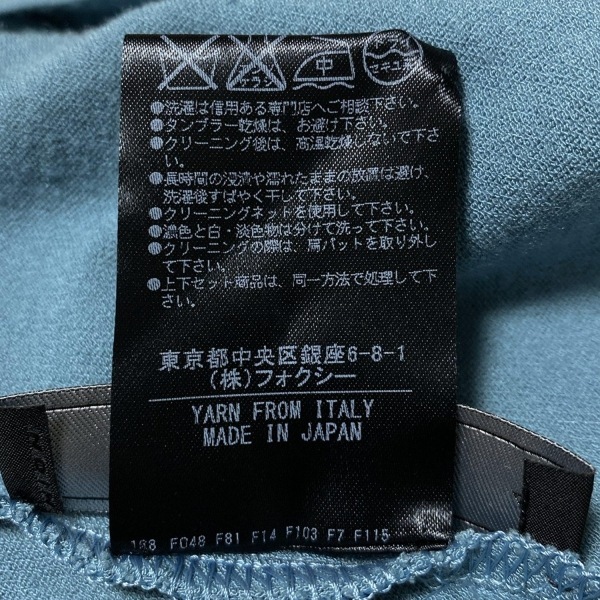 中
●洗濯は信用ある専門店へご相談下さい。
●タンブラー乾燥は、お避け下さい。
●クリーニング後は、高温乾燥しないで下
さい。
●長時間の浸漬や濡れたままの放置は避け、
洗濯後すばやく干して下さい。
●クリーニングネットを使用して下さい。
●濃色と白・淡色物は分けて洗って下さい。
●クリーニングの際は、肩パットを取り外し
て下さい。
●上下セット商品は、同一方法で処理して下
さい。
東京都中央区銀座6-8-1
(株)フォクシー
YARN FROM ITALY
MADE IN JAPAN
188 F048 F81 F14 F103 F7 F115